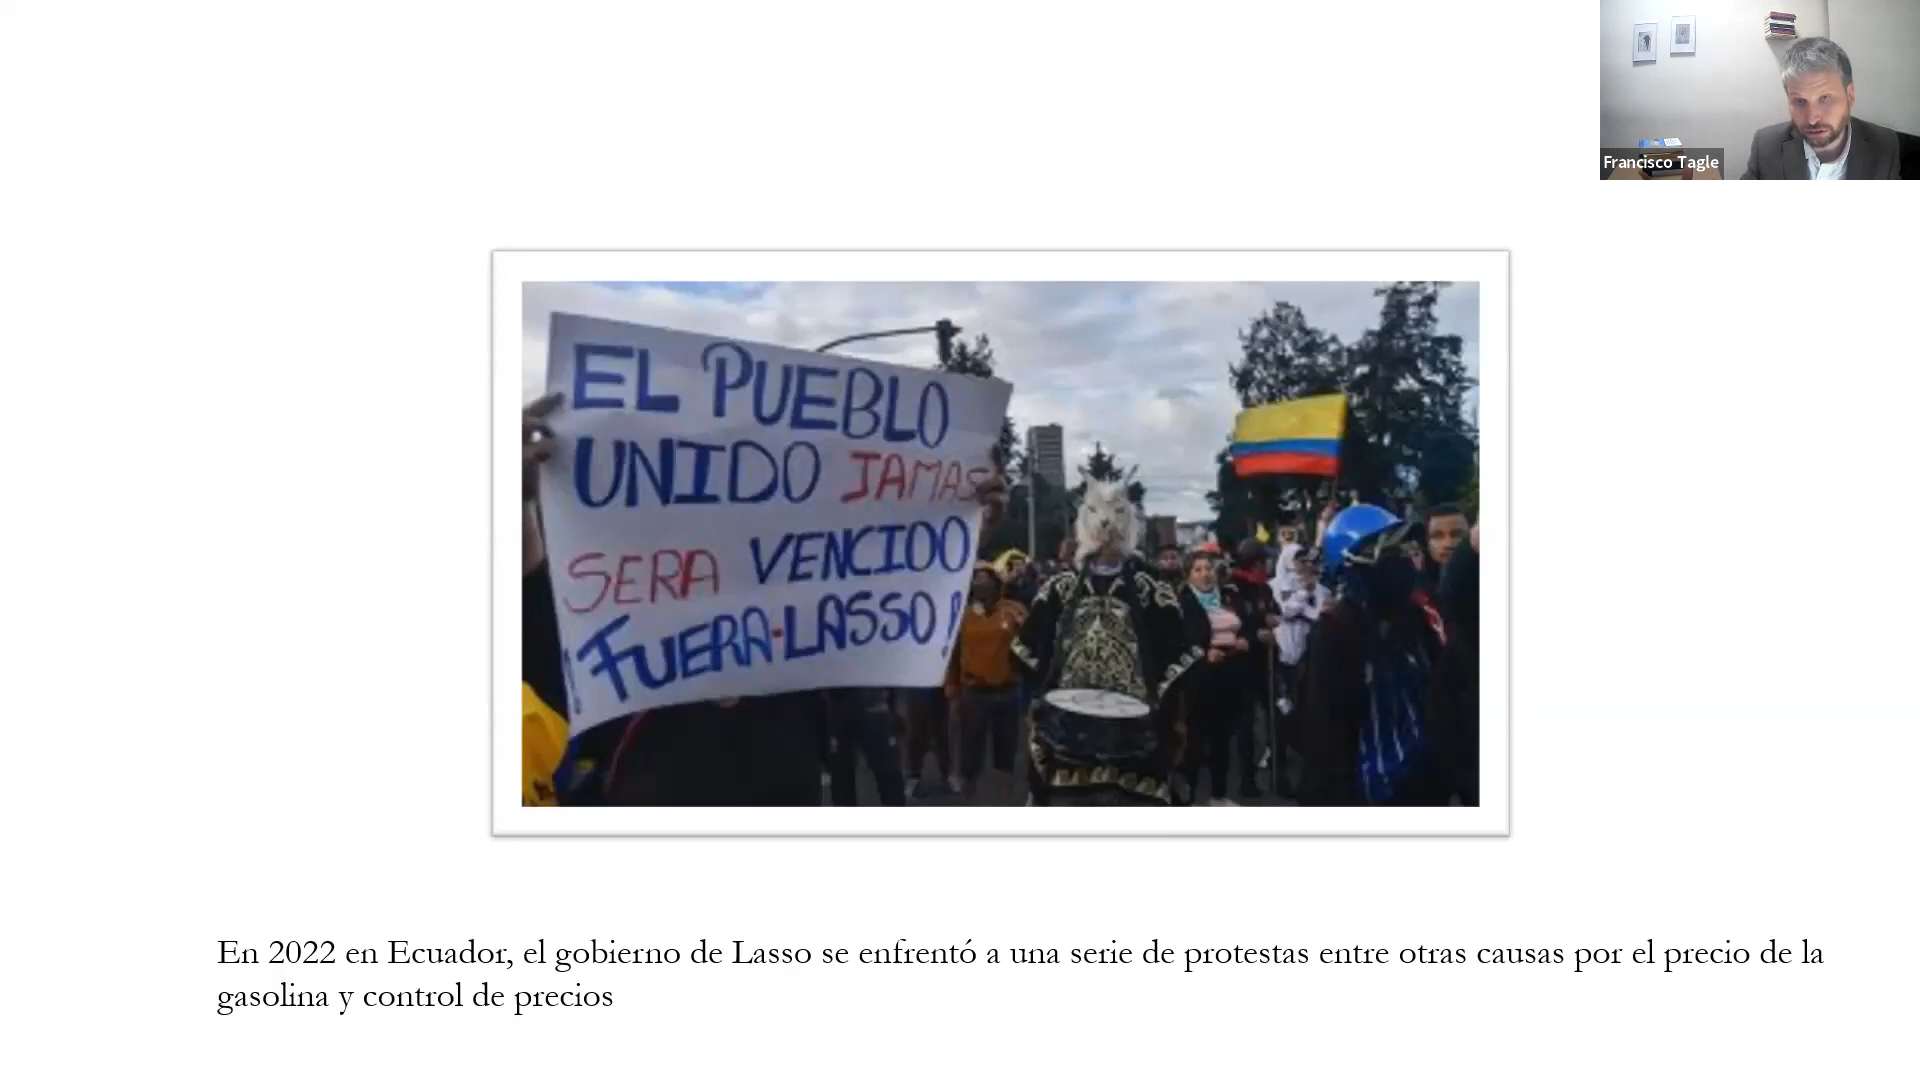 Francisco Tagle
EL PUEBLO
UNIDO JAMAS
SERA VENCIDO
¡FUERA-LASSO!
En 2022 en Ecuador, el gobierno de Lasso se enfrentó a una serie de protestas entre otras causas por el precio de la
gasolina y control de precios